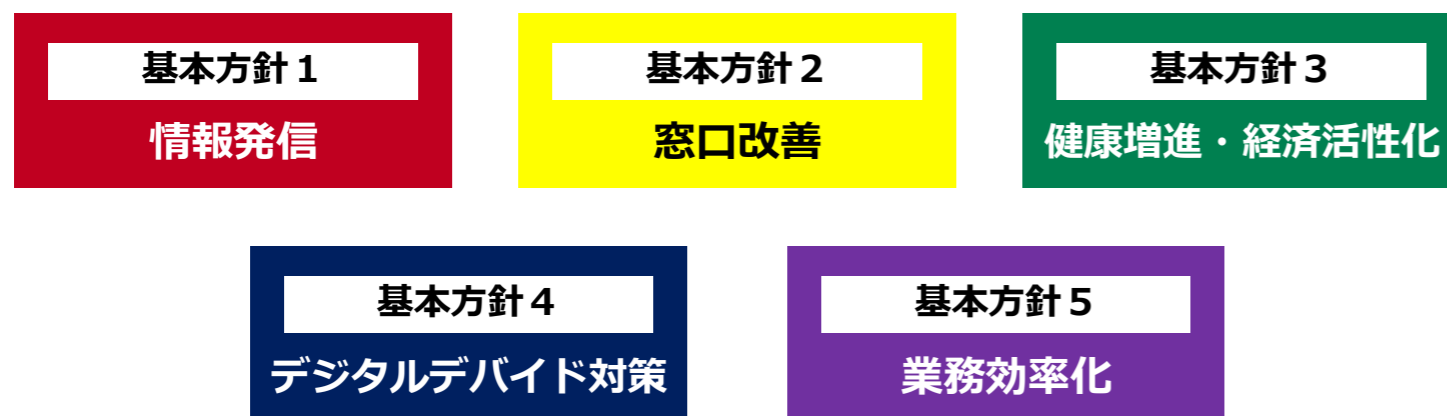 基本方針１
情報発信
基本方針２
窓口改善
基本方針３
健康増進・経済活性化
基本方針４
デジタルデバイド対策
基本方針５
業務効率化